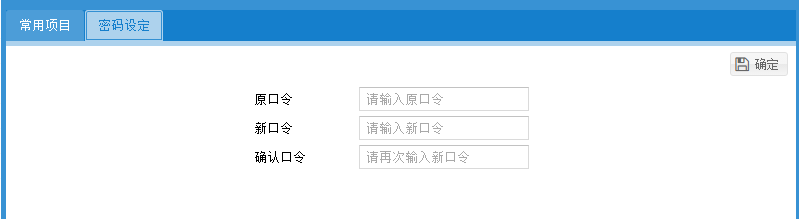 常用项目 密码设定
确定
原口令 请输入原口令
新口令 请输入新口令
确认口令 请再次输入新口令